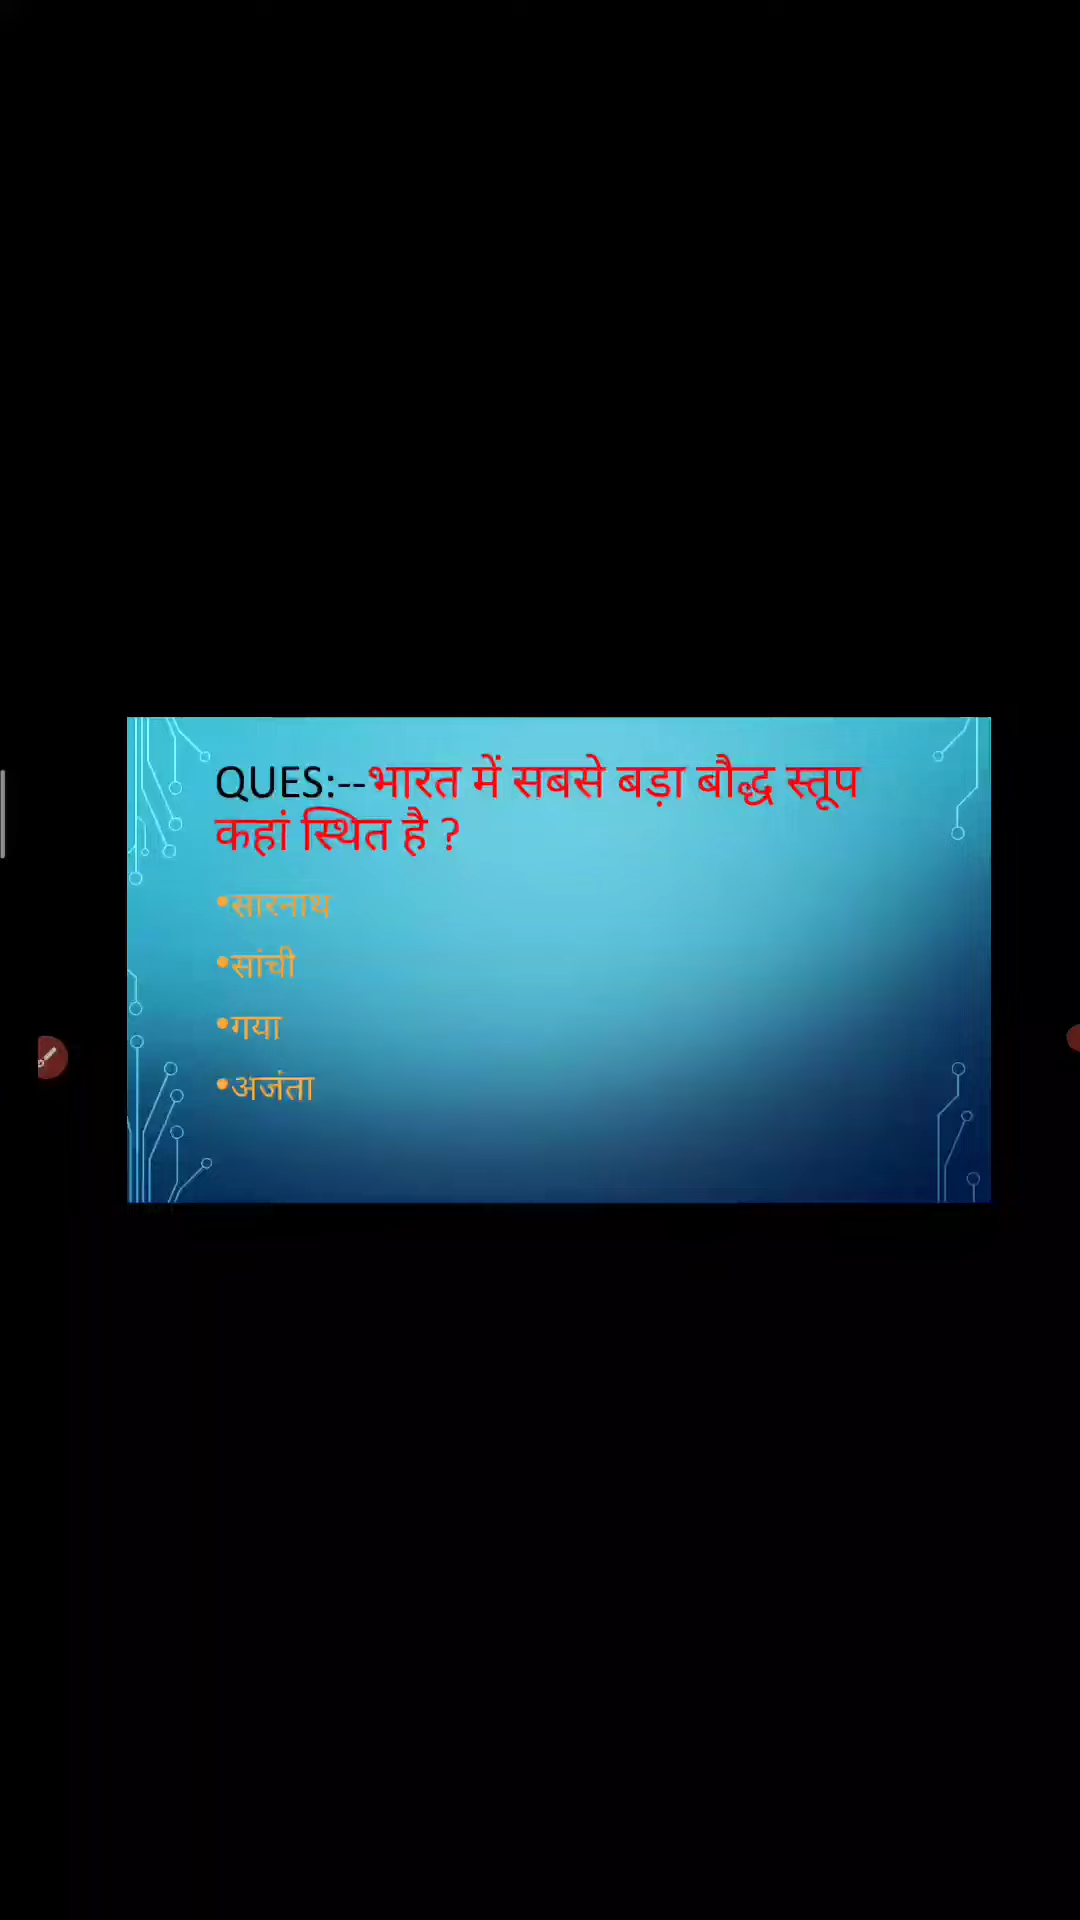 QUES:--भारत में सबसे बड़ा बौद्ध स्तूप
कहां स्थित है ?
•सारनाथ
•सांची
•गया
•अजंता